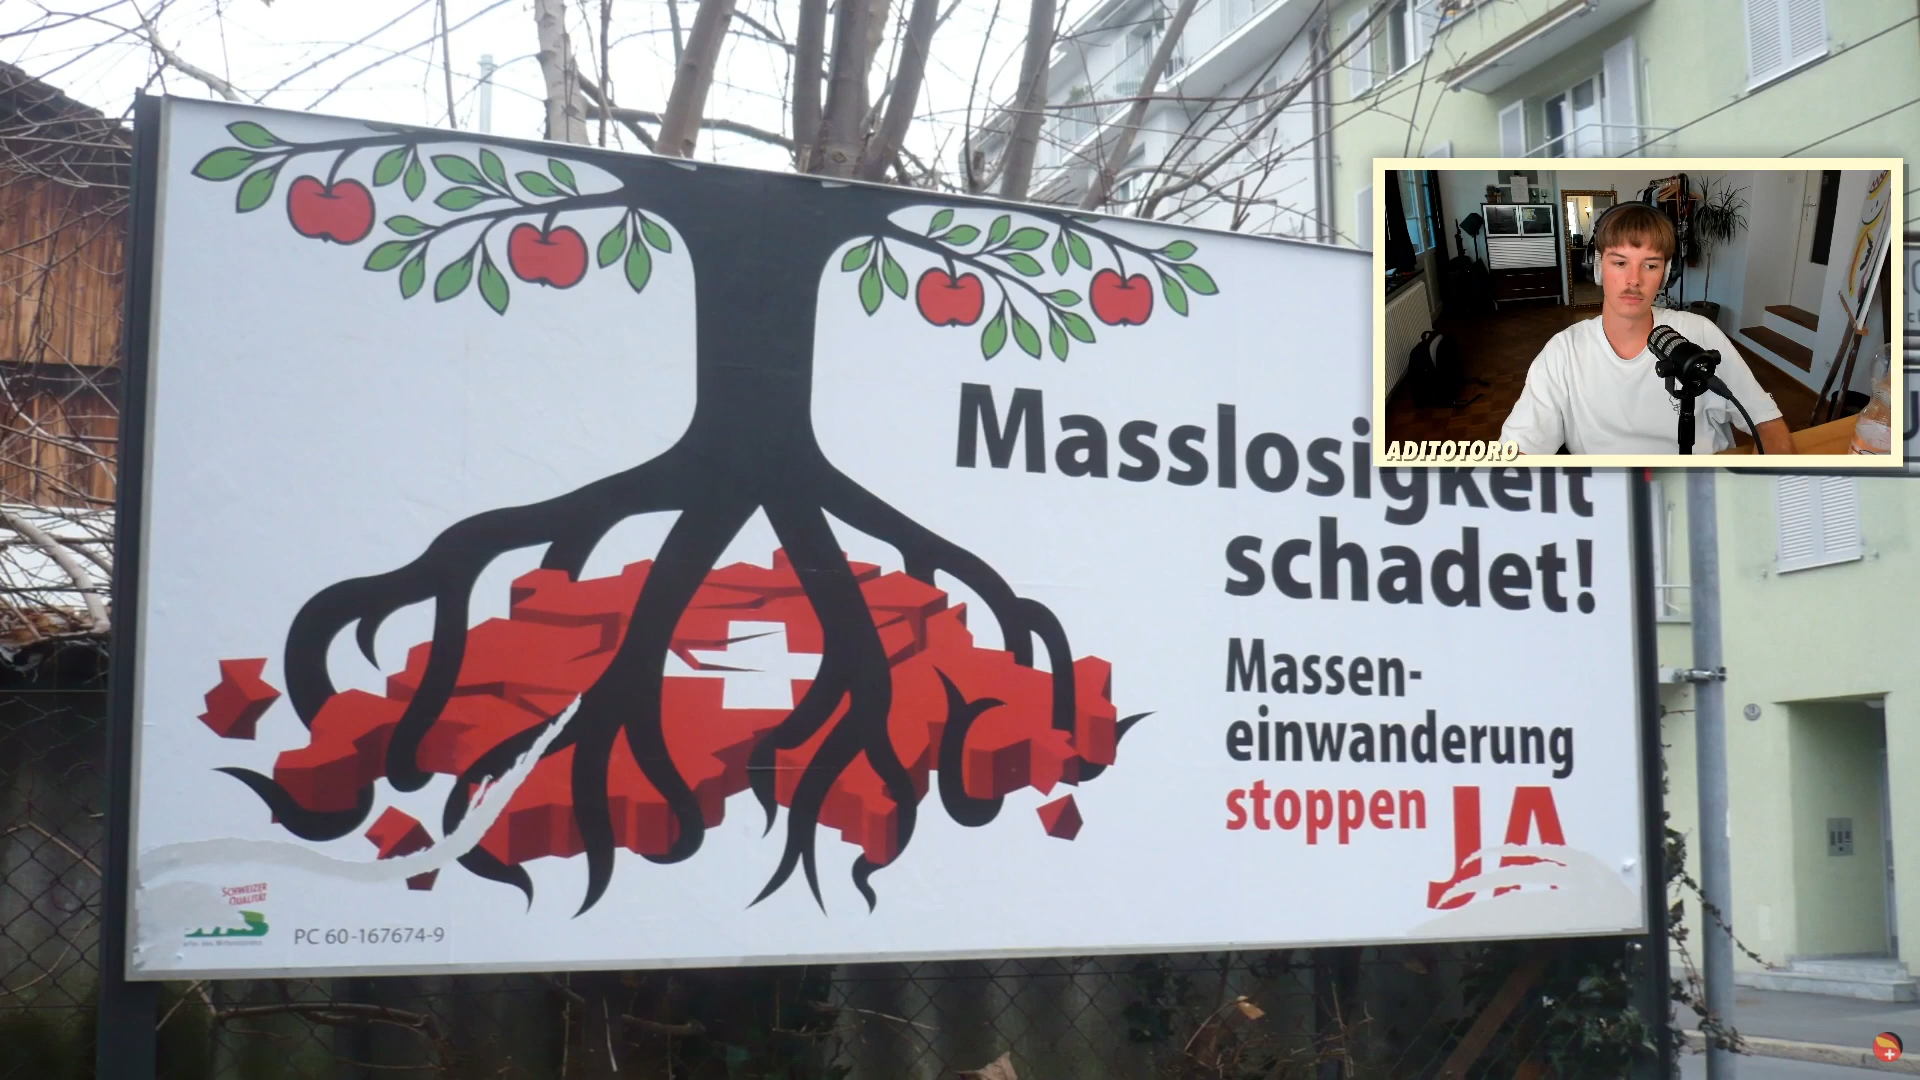 Masslosigkeit
schadet!
Massen-
einwanderung
stoppen JA
ADITOTORO
SCHWEIZER
QUALITÄT
PC 60-167674-9